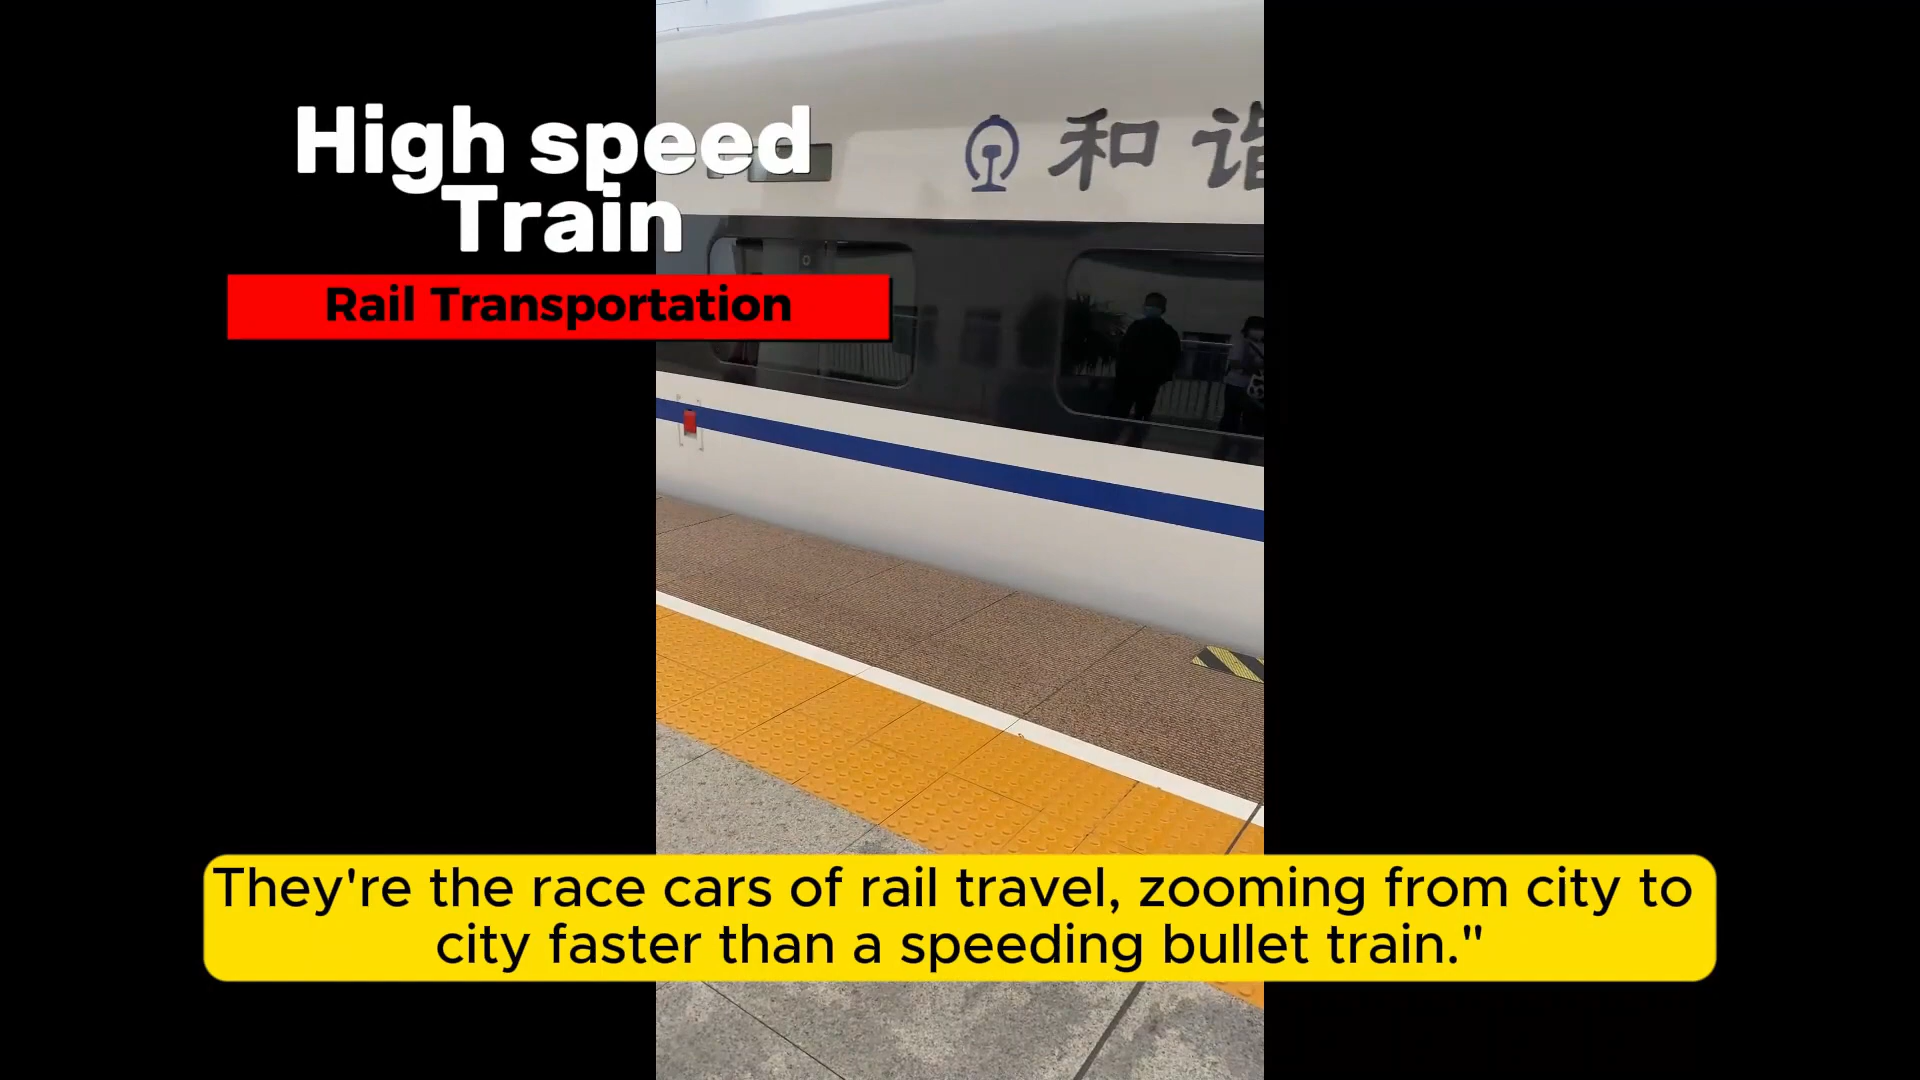 High speed
Train
Rail Transportation
和谐
They're the race cars of rail travel, zooming from city to
city faster than a speeding bullet train."